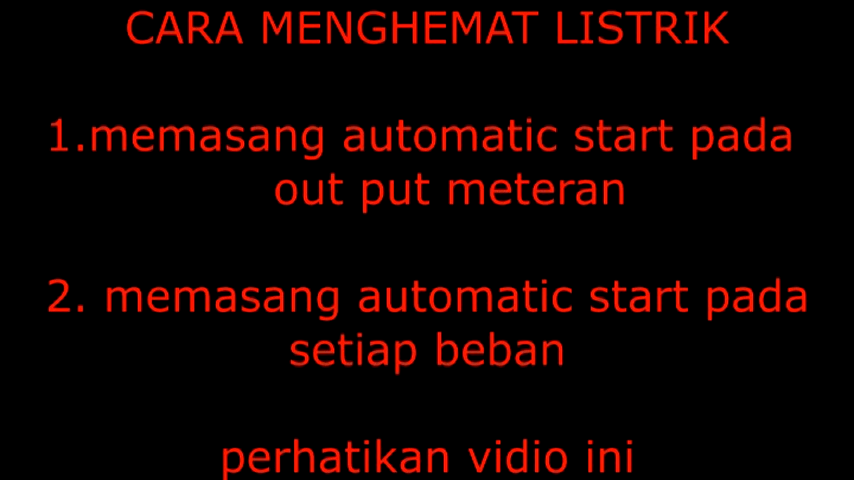 CARA MENGHEMAT LISTRIK
1.memasang automatic start pada
out put meteran
2. memasang automatic start pada
setiap beban
perhatikan vidio ini